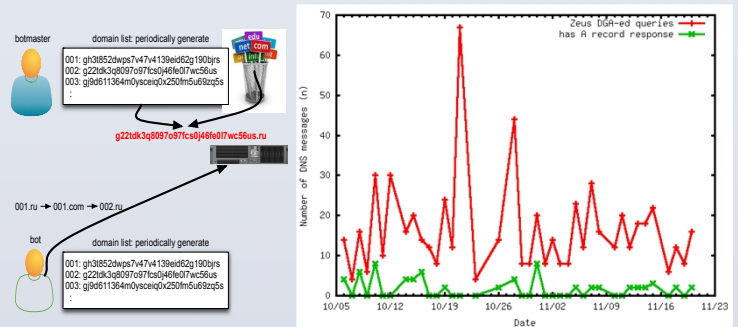 botmaster
domain list: periodically generate
001: gh3t852dwps7v47v4139eid62g190bjrs
002: g22tdk3q8097o97fcs0j46fe0l7wc56us
003: gj9d611364m0ysceiq0x250fm5u69zq5s
:
edu
net com
g22tdk3q8097o97fcs0j46fe0l7wc56us.ru
001.ru → 001.com → 002.ru
bot
domain list: periodically generate
001: gh3t852dwps7v47v4139eid62g190bjrs
002: g22tdk3q8097o97fcs0j46fe0l7wc56us
003: gj9d611364m0ysceiq0x250fm5u69zq5s
:
Zeus DGA-ed queries
has A record response
Number of DNS messages (n)
70
60
50
40
30
20
10
0
10/05 10/12 10/19 10/26 11/02 11/09 11/16 11/23
Date